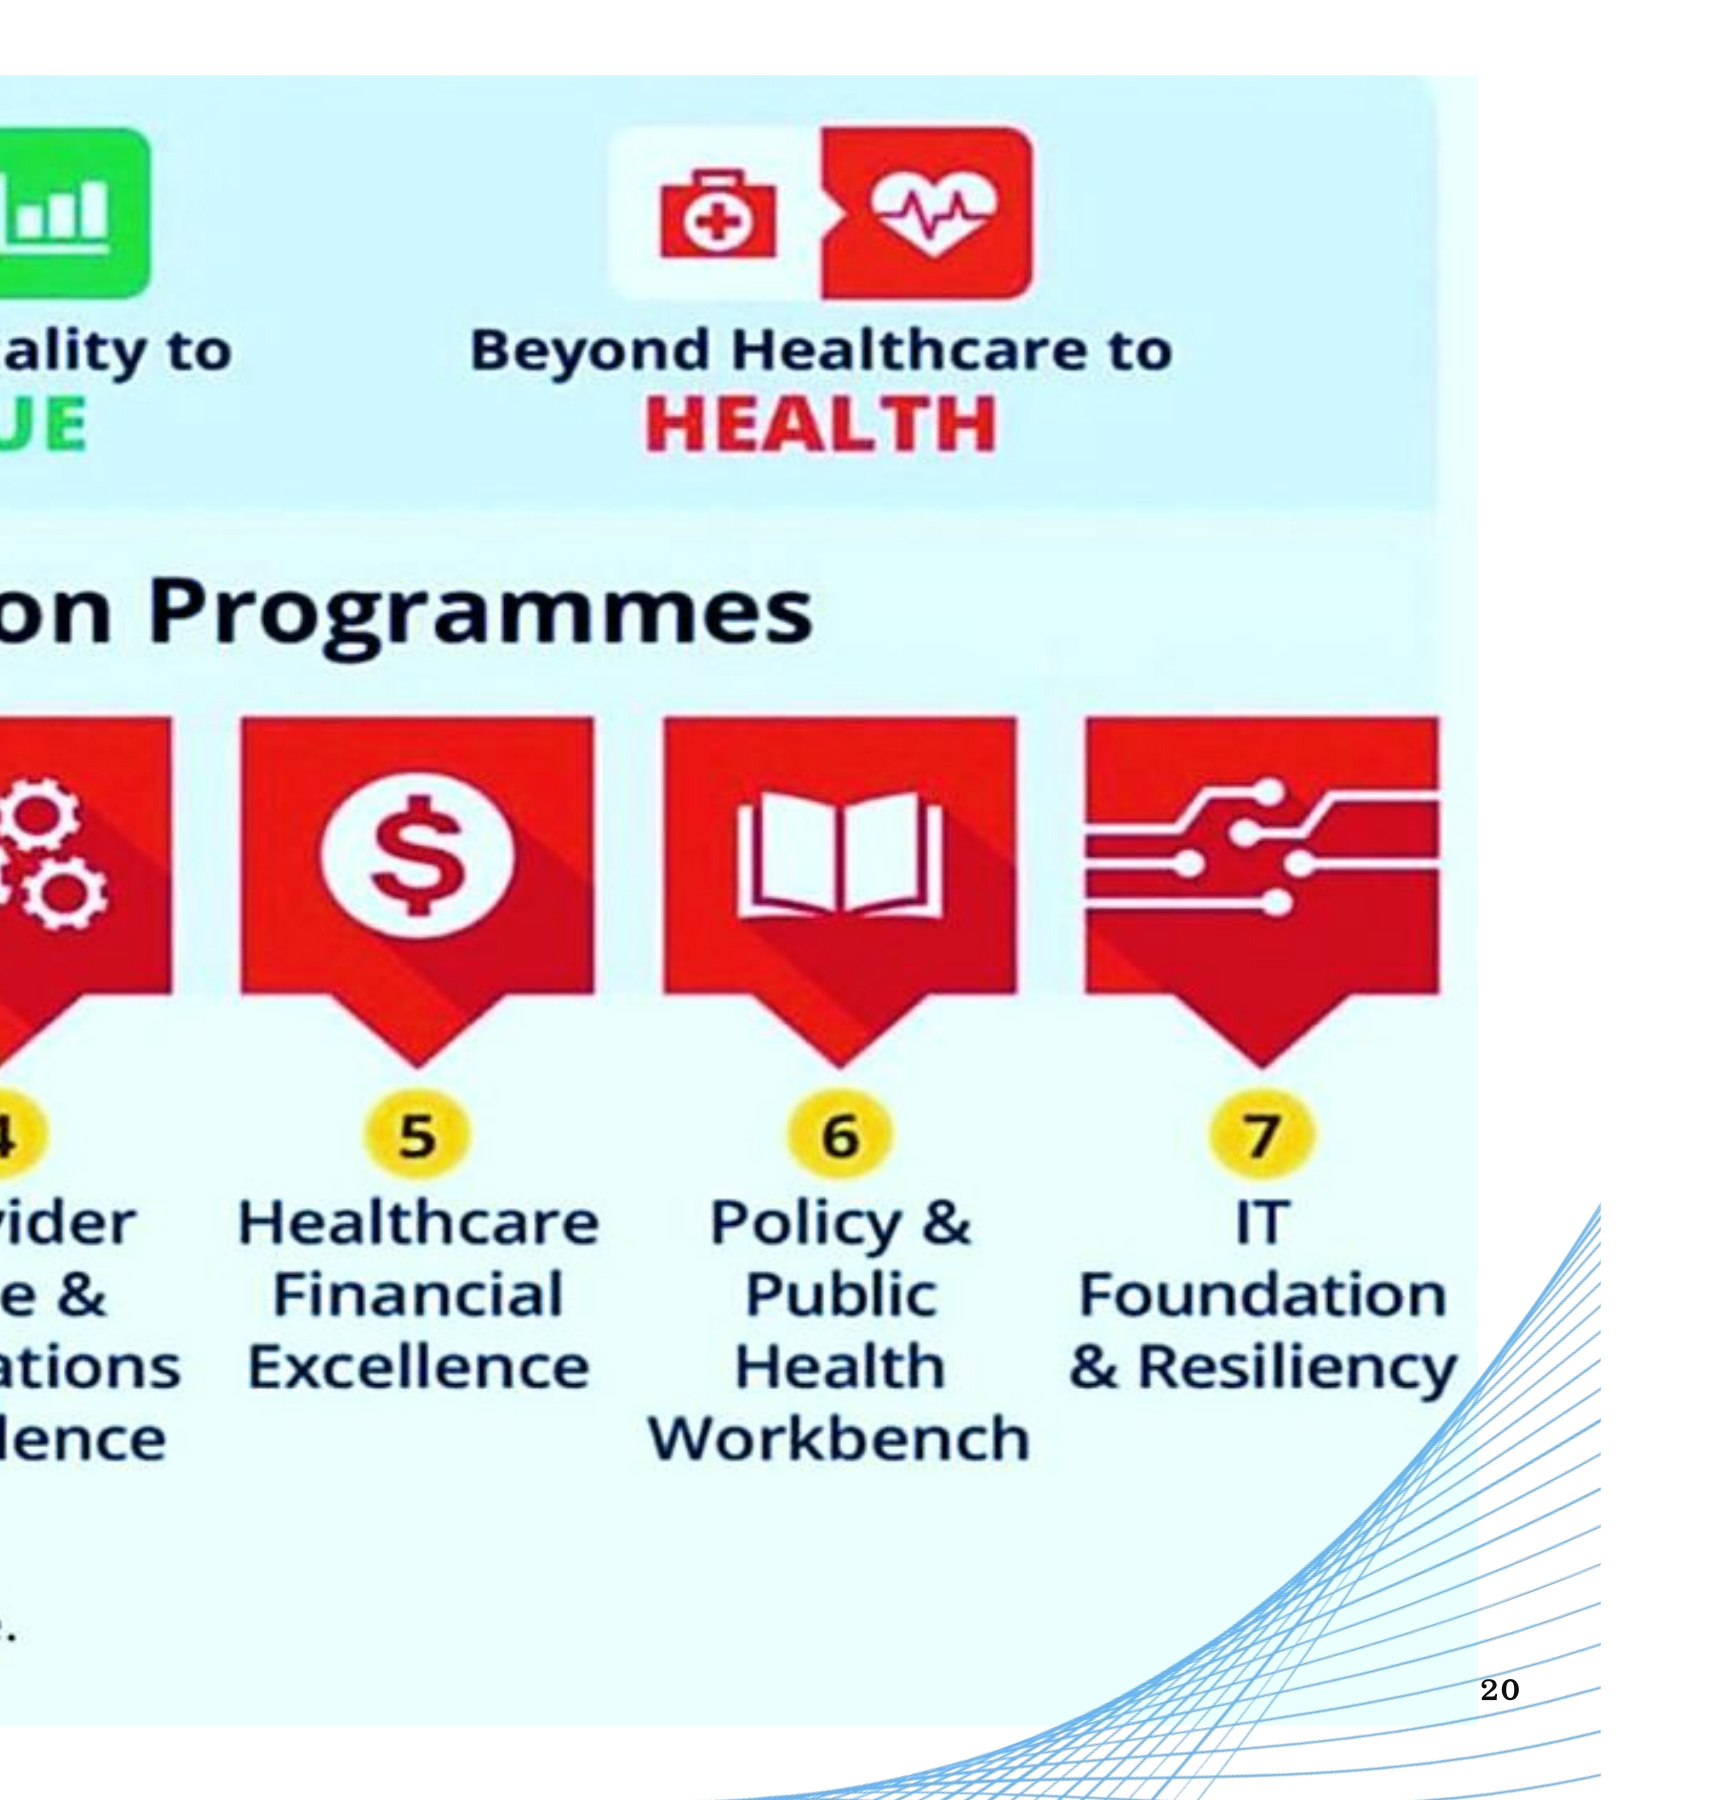 ality to
UE
Beyond Healthcare to
HEALTH
on Programmes
4
vider
e &
ations
lence
5
Healthcare
Financial
Excellence
6
Policy &
Public
Health
Workbench
7
IT
Foundation
& Resiliency
e.
20